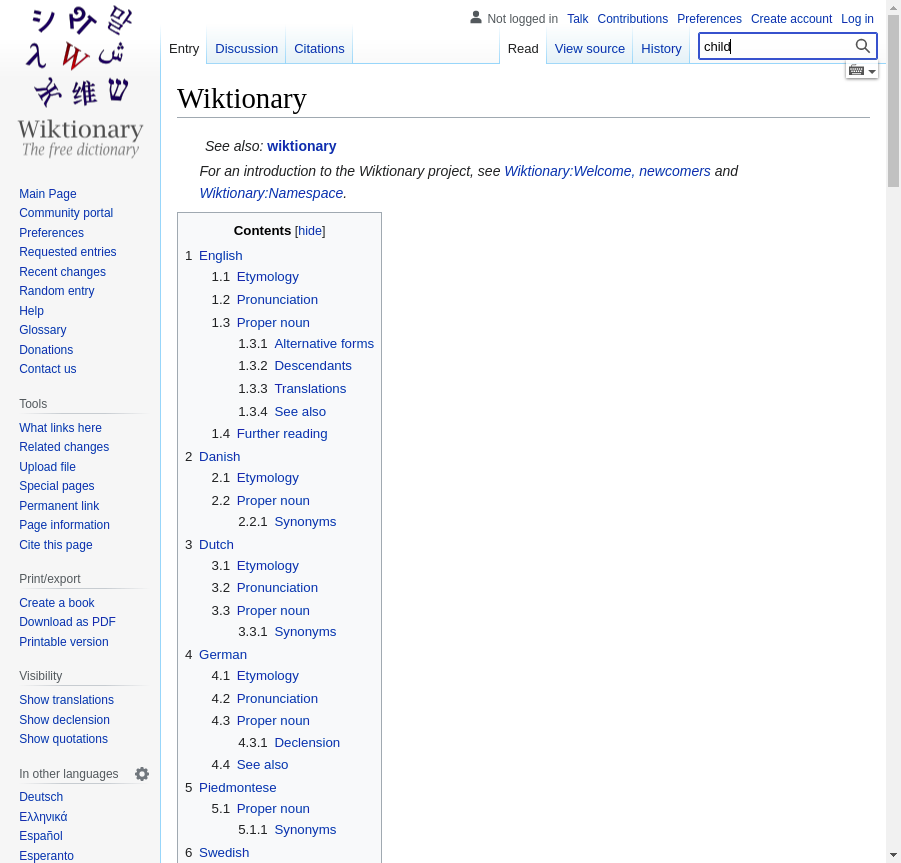 Not logged in Talk Contributions Preferences Create account Log in
Entry Discussion Citations Read View source History child
Wiktionary
The free dictionary
Main Page
Community portal
Preferences
Requested entries
Recent changes
Random entry
Help
Glossary
Donations
Contact us
Tools
What links here
Related changes
Upload file
Special pages
Permanent link
Page information
Cite this page
Print/export
Create a book
Download as PDF
Printable version
Visibility
Show translations
Show declension
Show quotations
In other languages
Deutsch
Ελληνικά
Español
Esperanto
Wiktionary
See also: wiktionary
For an introduction to the Wiktionary project, see Wiktionary:Welcome, newcomers and
Wiktionary:Namespace.
Contents [hide]
1 English
1.1 Etymology
1.2 Pronunciation
1.3 Proper noun
1.3.1 Alternative forms
1.3.2 Descendants
1.3.3 Translations
1.3.4 See also
1.4 Further reading
2 Danish
2.1 Etymology
2.2 Proper noun
2.2.1 Synonyms
3 Dutch
3.1 Etymology
3.2 Pronunciation
3.3 Proper noun
3.3.1 Synonyms
4 German
4.1 Etymology
4.2 Pronunciation
4.3 Proper noun
4.3.1 Declension
4.4 See also
5 Piedmontese
5.1 Proper noun
5.1.1 Synonyms
6 Swedish